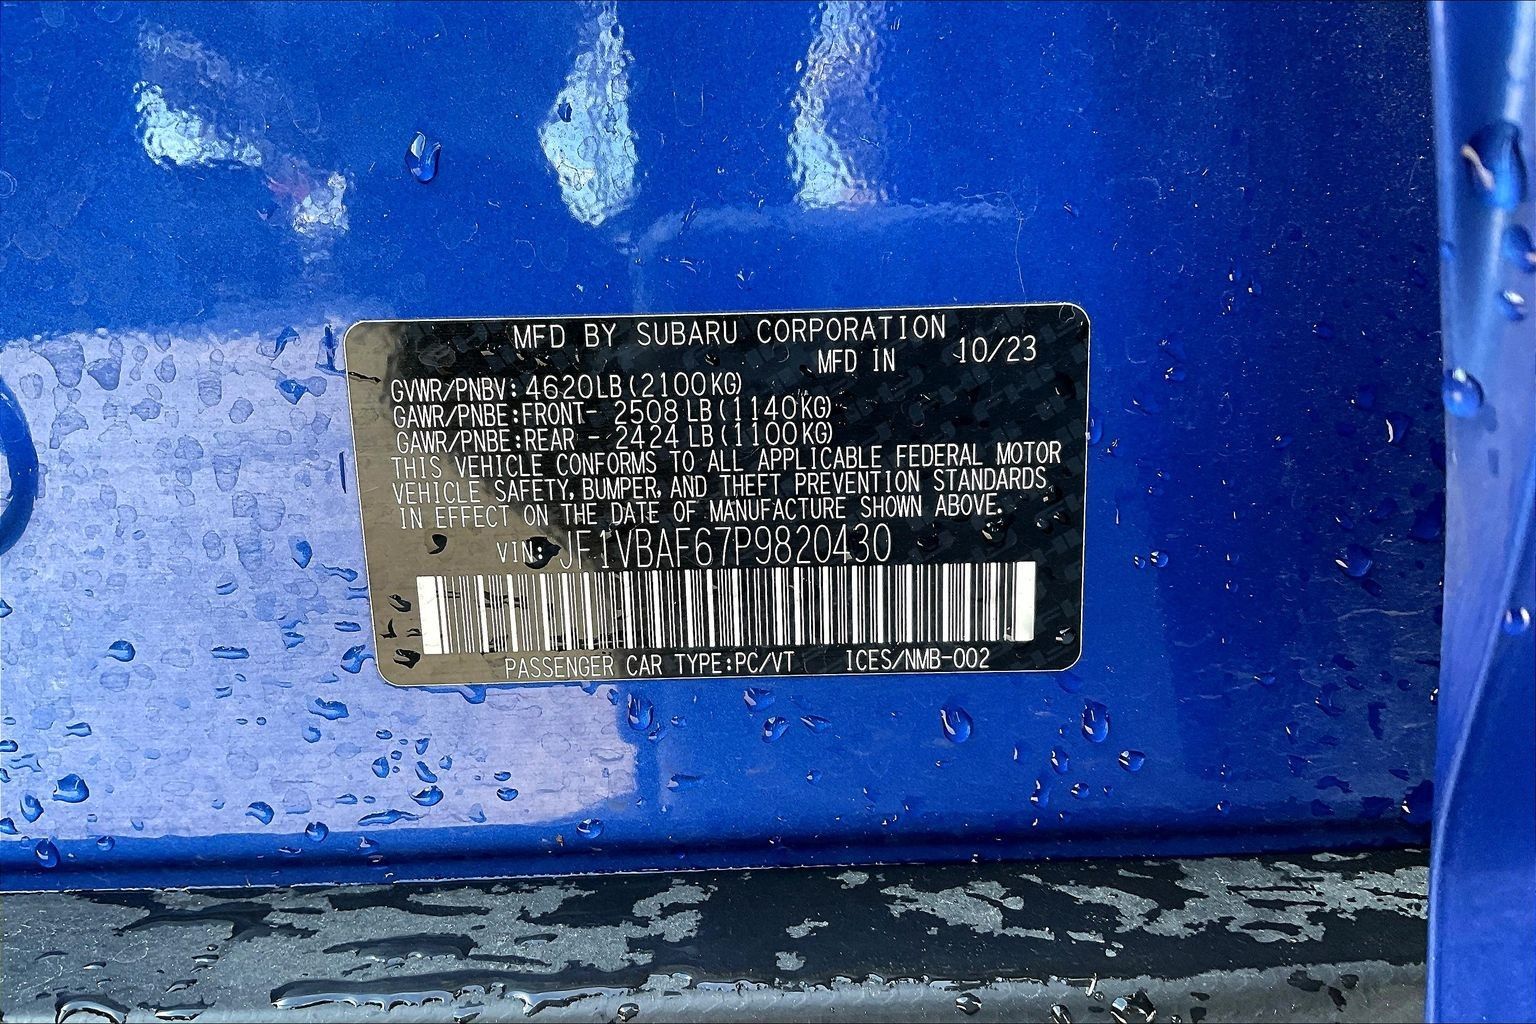 MFD BY SUBARU CORPORATION
MFD IN 10/23
GVWR/PNBV: 4620LB(2100KG)
GAWR/PNBE:FRONT- 2508 LB(1140KG)
GAWR/PNBE:REAR - 2424 LB(1100KG)
THIS VEHICLE CONFORMS TO ALL APPLICABLE FEDERAL MOTOR
VEHICLE SAFETY, BUMPER, AND THEFT PREVENTION STANDARDS
IN EFFECT ON THE DATE OF MANUFACTURE SHOWN ABOVE.
VIN: JF1VBAF67P9820430
PASSENGER CAR TYPE:PC/VT ICES/NMB-002